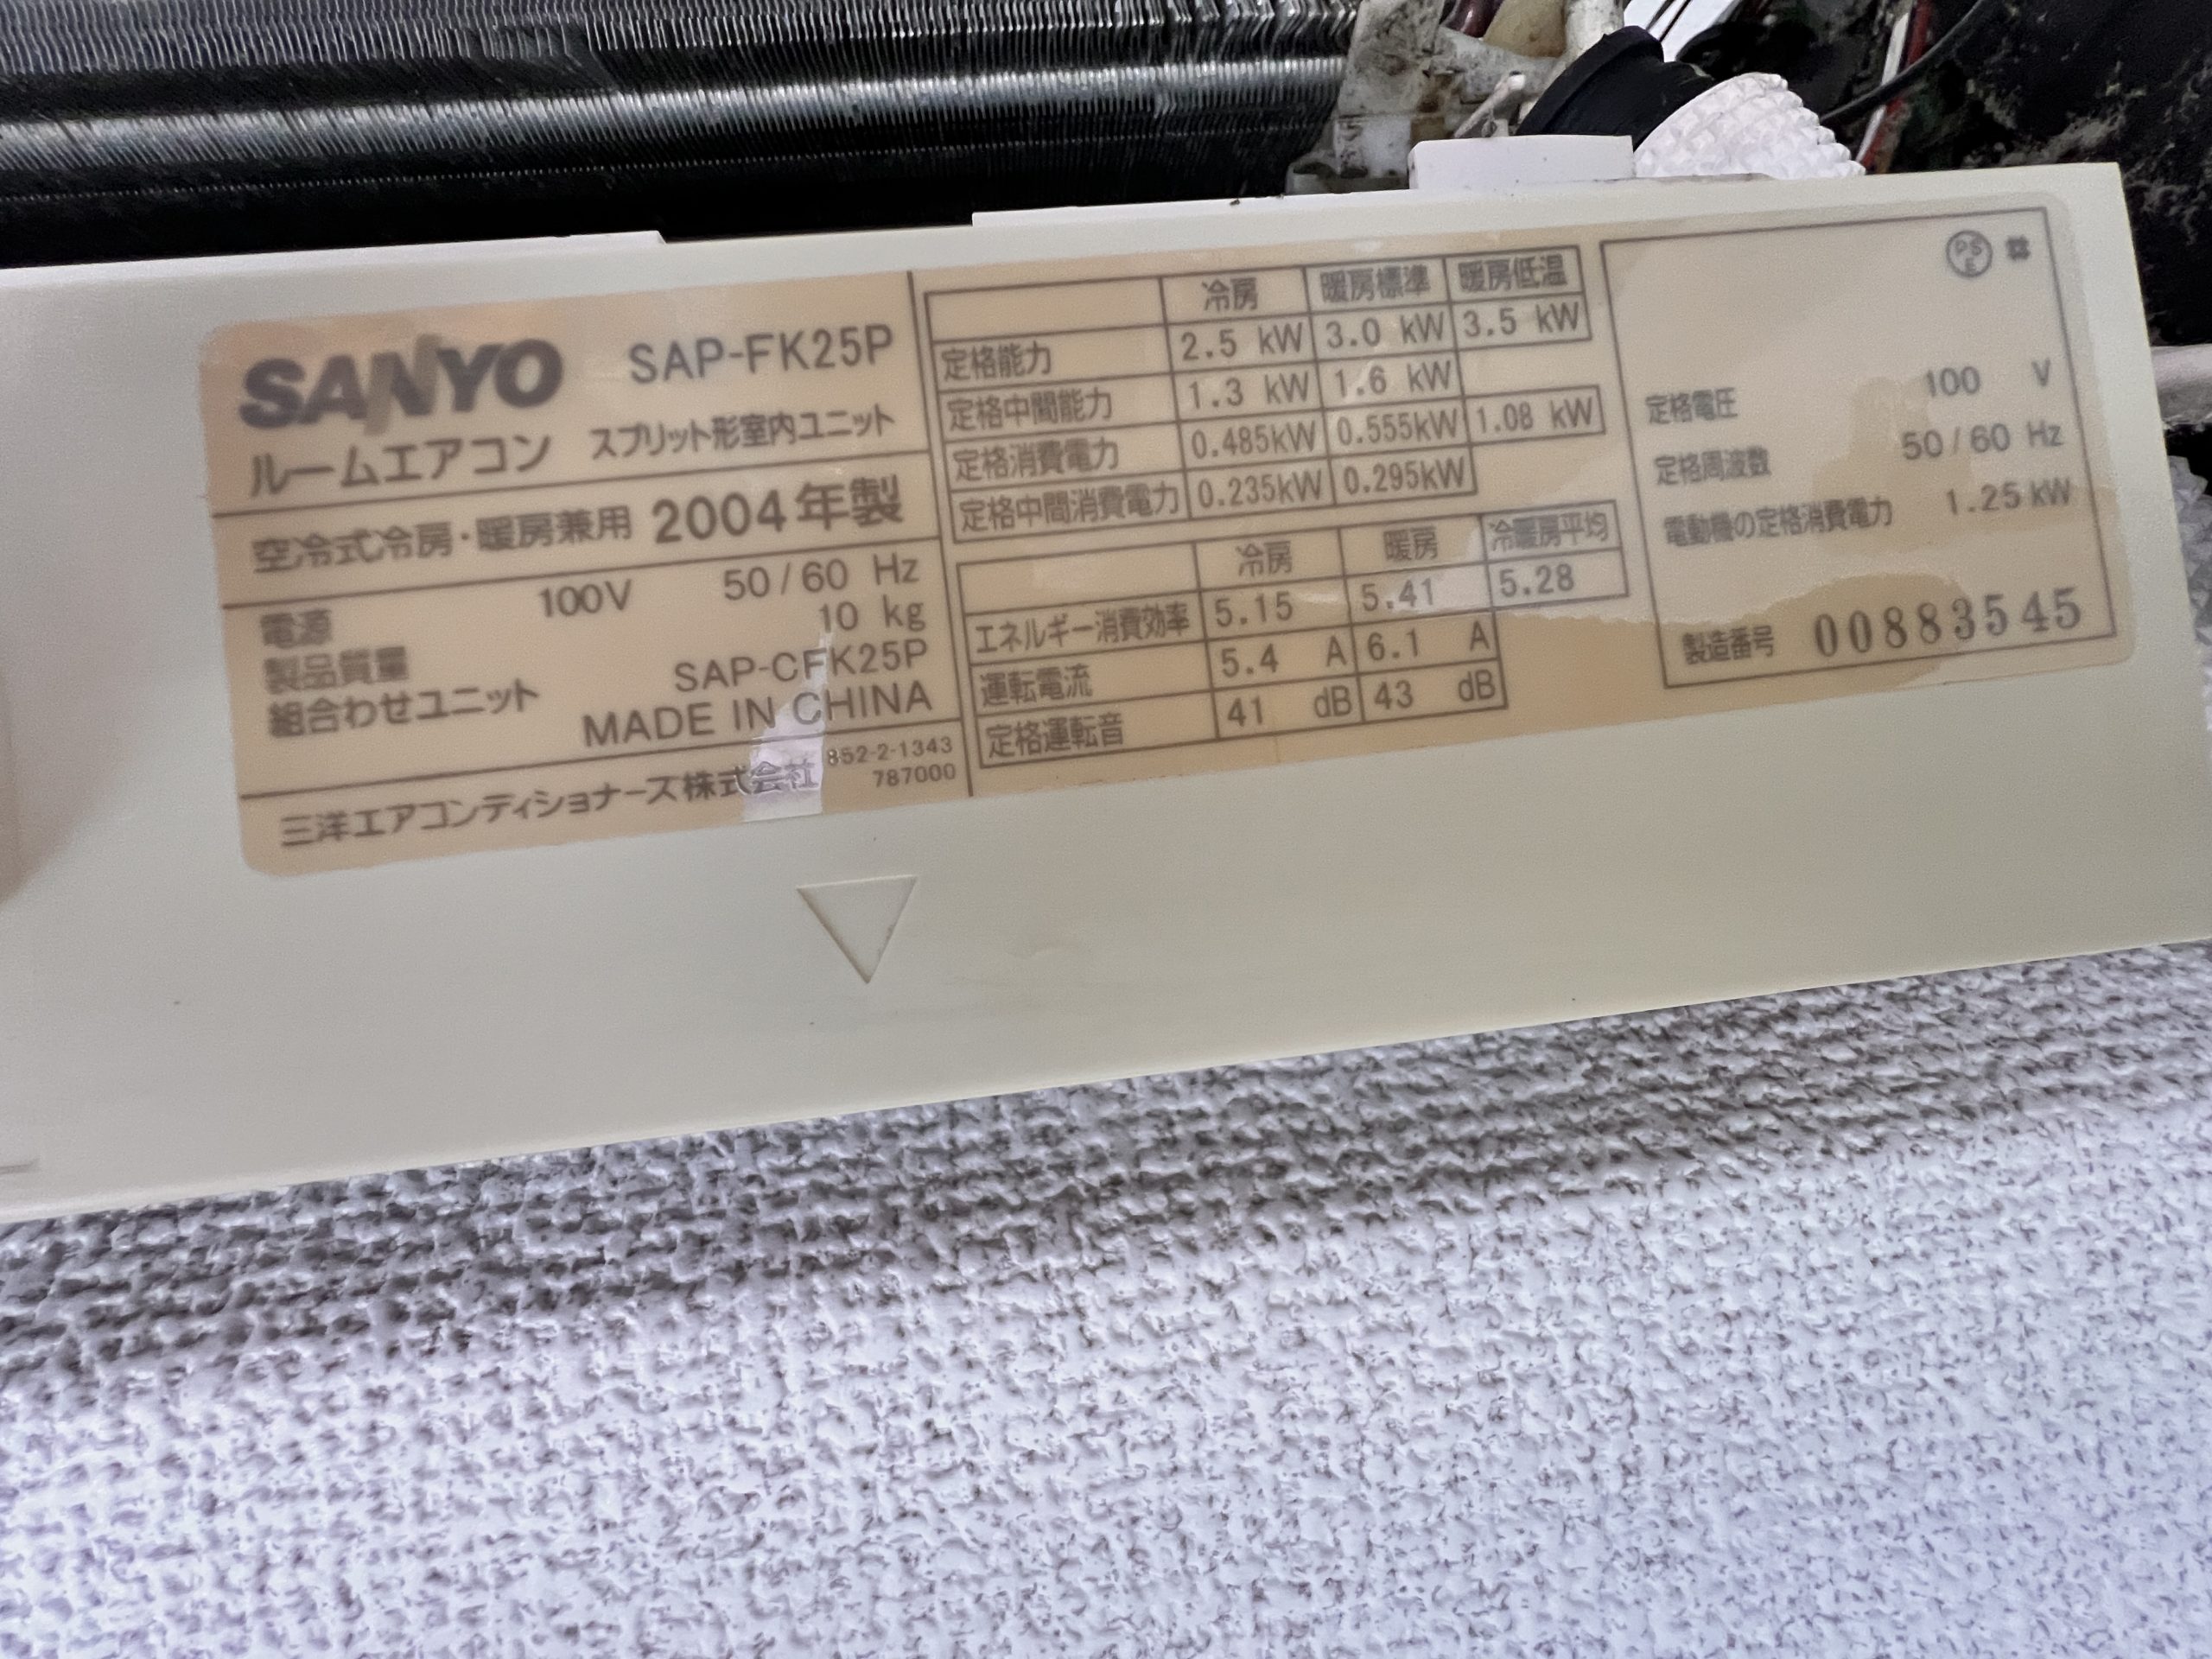 SANYO SAP-FK25P
ルームエアコン スプリット形室内ユニット
空冷式冷房・暖房兼用 2004年製
電源 100V 50/60 Hz
製品質量 10 kg
組合わせユニット SAP-CFK25P
MADE IN CHINA
三洋エアコンディショナーズ株式会社 852-2-1343
787000
冷房 暖房標準 暖房低温
定格能力 2.5 kW 3.0 kW 3.5 kW
定格中間能力 1.3 kW 1.6 kW
定格消費電力 0.485kW 0.555kW 1.08 kW
定格中間消費電力 0.235kW 0.295kW
冷房 暖房 冷暖房平均
エネルギー消費効率 5.15 5.41 5.28
運転電流 5.4 A 6.1 A
定格運転音 41 dB 43 dB
PSE
定格電圧 100 V
定格周波数 50/60 Hz
電動機の定格消費電力 1.25kW
製造番号 00883545